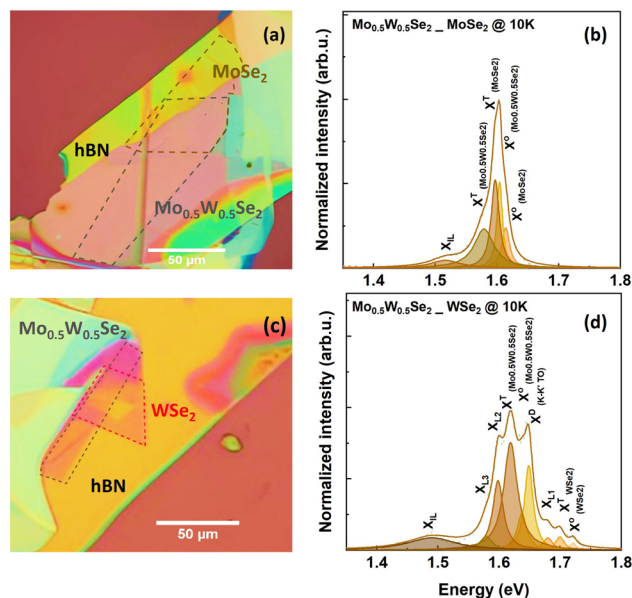 (a)
MoSe2
hBN
Mo0.5W0.5Se2
50 μm
Mo0.5W0.5Se2 _ MoSe2 @ 10K
(b)
Normalized intensity (arb.u.)
XIL
XT (Mo0.5W0.5Se2)
XT (MoSe2)
Xo (Mo0.5W0.5Se2)
Xo (MoSe2)
1.4 1.5 1.6 1.7 1.8
(c)
Mo0.5W0.5Se2
WSe2
hBN
50 μm
Mo0.5W0.5Se2 _ WSe2 @ 10K
(d)
Normalized intensity (arb.u.)
XIL
XL3
XL2
XT (Mo0.5W0.5Se2)
Xo (Mo0.5W0.5Se2)
XD (K-K' TO)
XL1
XT WSe2)
Xo (WSe2)
1.4 1.5 1.6 1.7 1.8
Energy (eV)